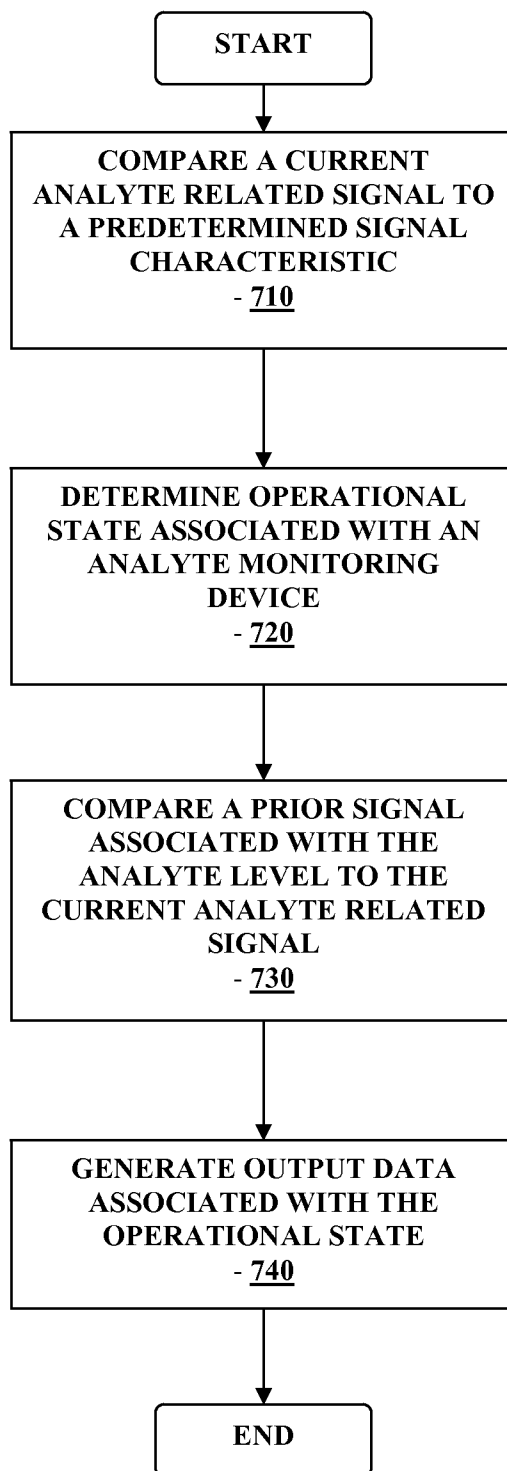 START
COMPARE A CURRENT
ANALYTE RELATED SIGNAL TO
A PREDETERMINED SIGNAL
CHARACTERISTIC
- 710
DETERMINE OPERATIONAL
STATE ASSOCIATED WITH AN
ANALYTE MONITORING
DEVICE
- 720
COMPARE A PRIOR SIGNAL
ASSOCIATED WITH THE
ANALYTE LEVEL TO THE
CURRENT ANALYTE RELATED
SIGNAL
- 730
GENERATE OUTPUT DATA
ASSOCIATED WITH THE
OPERATIONAL STATE
- 740
END